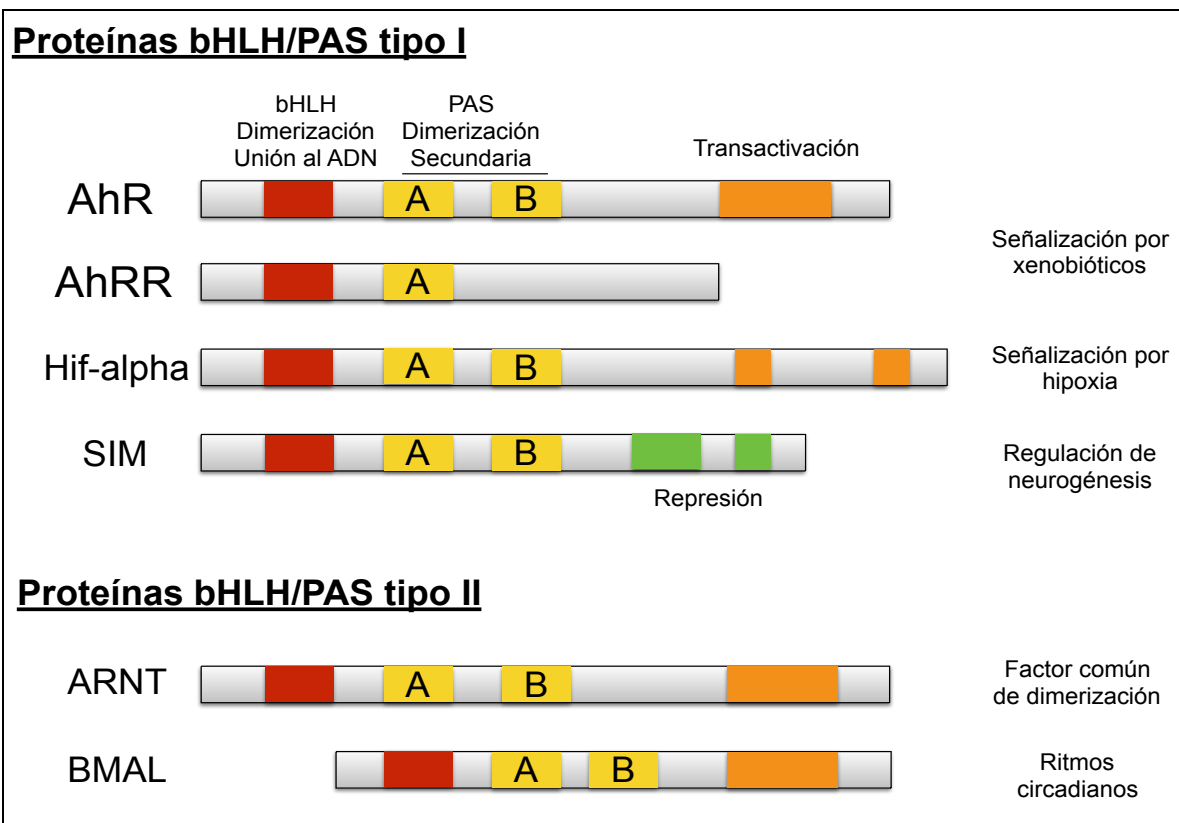 Proteínas bHLH/PAS tipo I
bHLH
Dimerización
Unión al ADN
PAS
Dimerización
Secundaria
Transactivación
AhR
A
B
Señalización por
xenobióticos
AhRR
A
Hif-alpha
A
B
Señalización por
hipoxia
SIM
A
B
Represión
Regulación de
neurogénesis
Proteínas bHLH/PAS tipo II
ARNT
A
B
Factor común
de dimerización
BMAL
A
B
Ritmos
circadianos